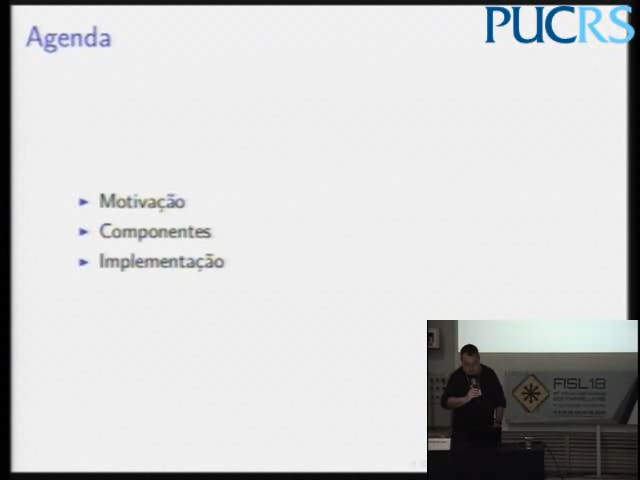 Agenda
PUCRS
Motivação
Componentes
Implementação
FISL18